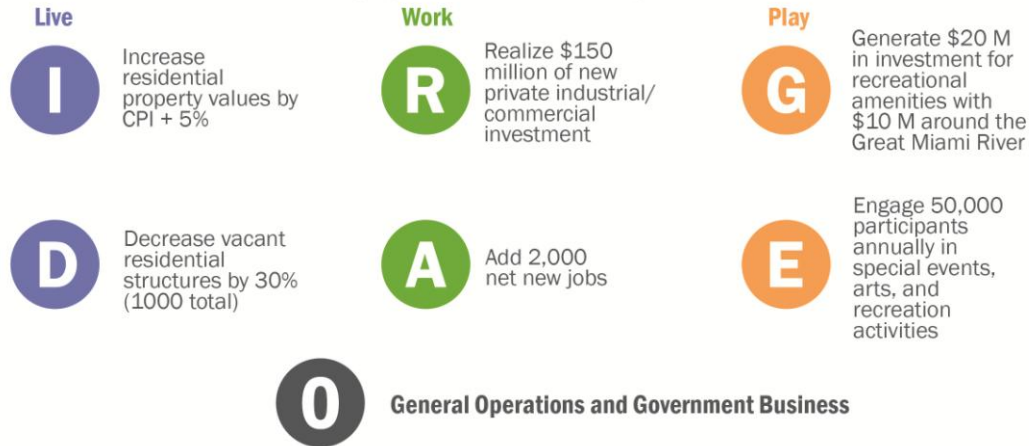 Live
I
Increase
residential
property values by
CPI + 5%
D
Decrease vacant
residential
structures by 30%
(1000 total)
Work
R
Realize $150
million of new
private industrial/
commercial
investment
A
Add 2,000
net new jobs
Play
G
Generate $20 M
in investment for
recreational
amenities with
$10 M around the
Great Miami River
E
Engage 50,000
participants
annually in
special events,
arts, and
recreation
activities
O
General Operations and Government Business